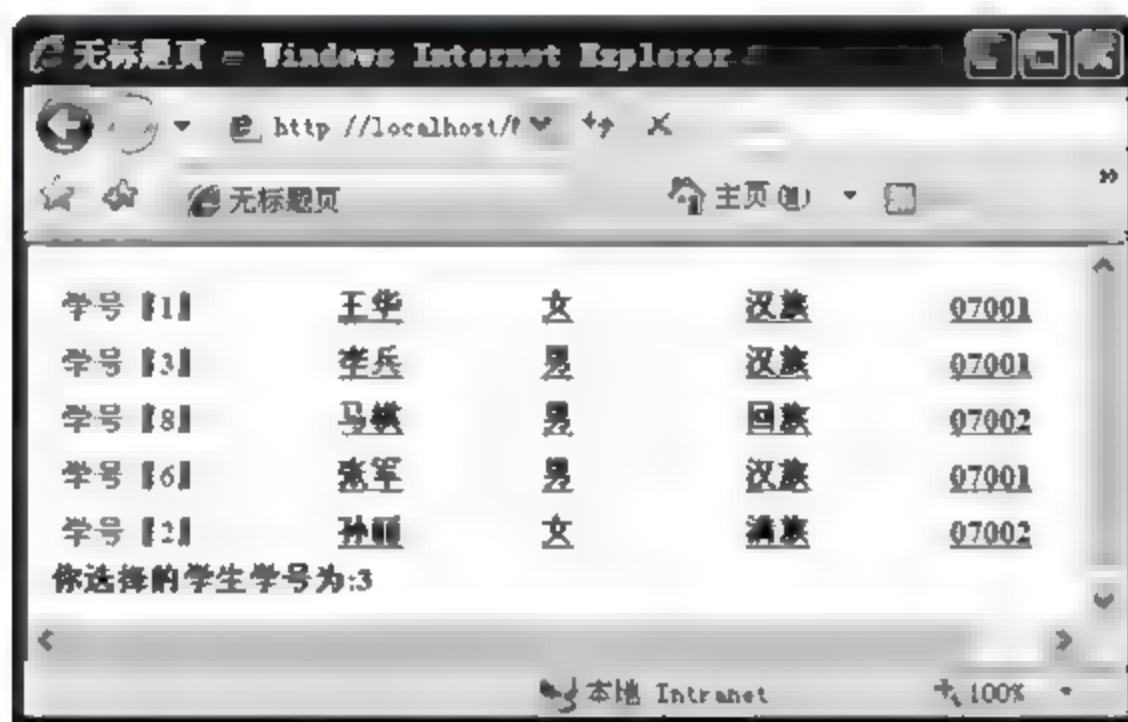 无标题页 - Windows Internet Explorer
http://localhost/
无标题页 主页(M) »
学号【1】 王华 女 汉族 07001
学号【3】 李兵 男 汉族 07001
学号【8】 马 男 回族 07002
学号【6】 张军 男 汉族 07001
学号【2】 孙丽 女 满族 07002
你选择的学生学号为:3
本地 Intranet 100%